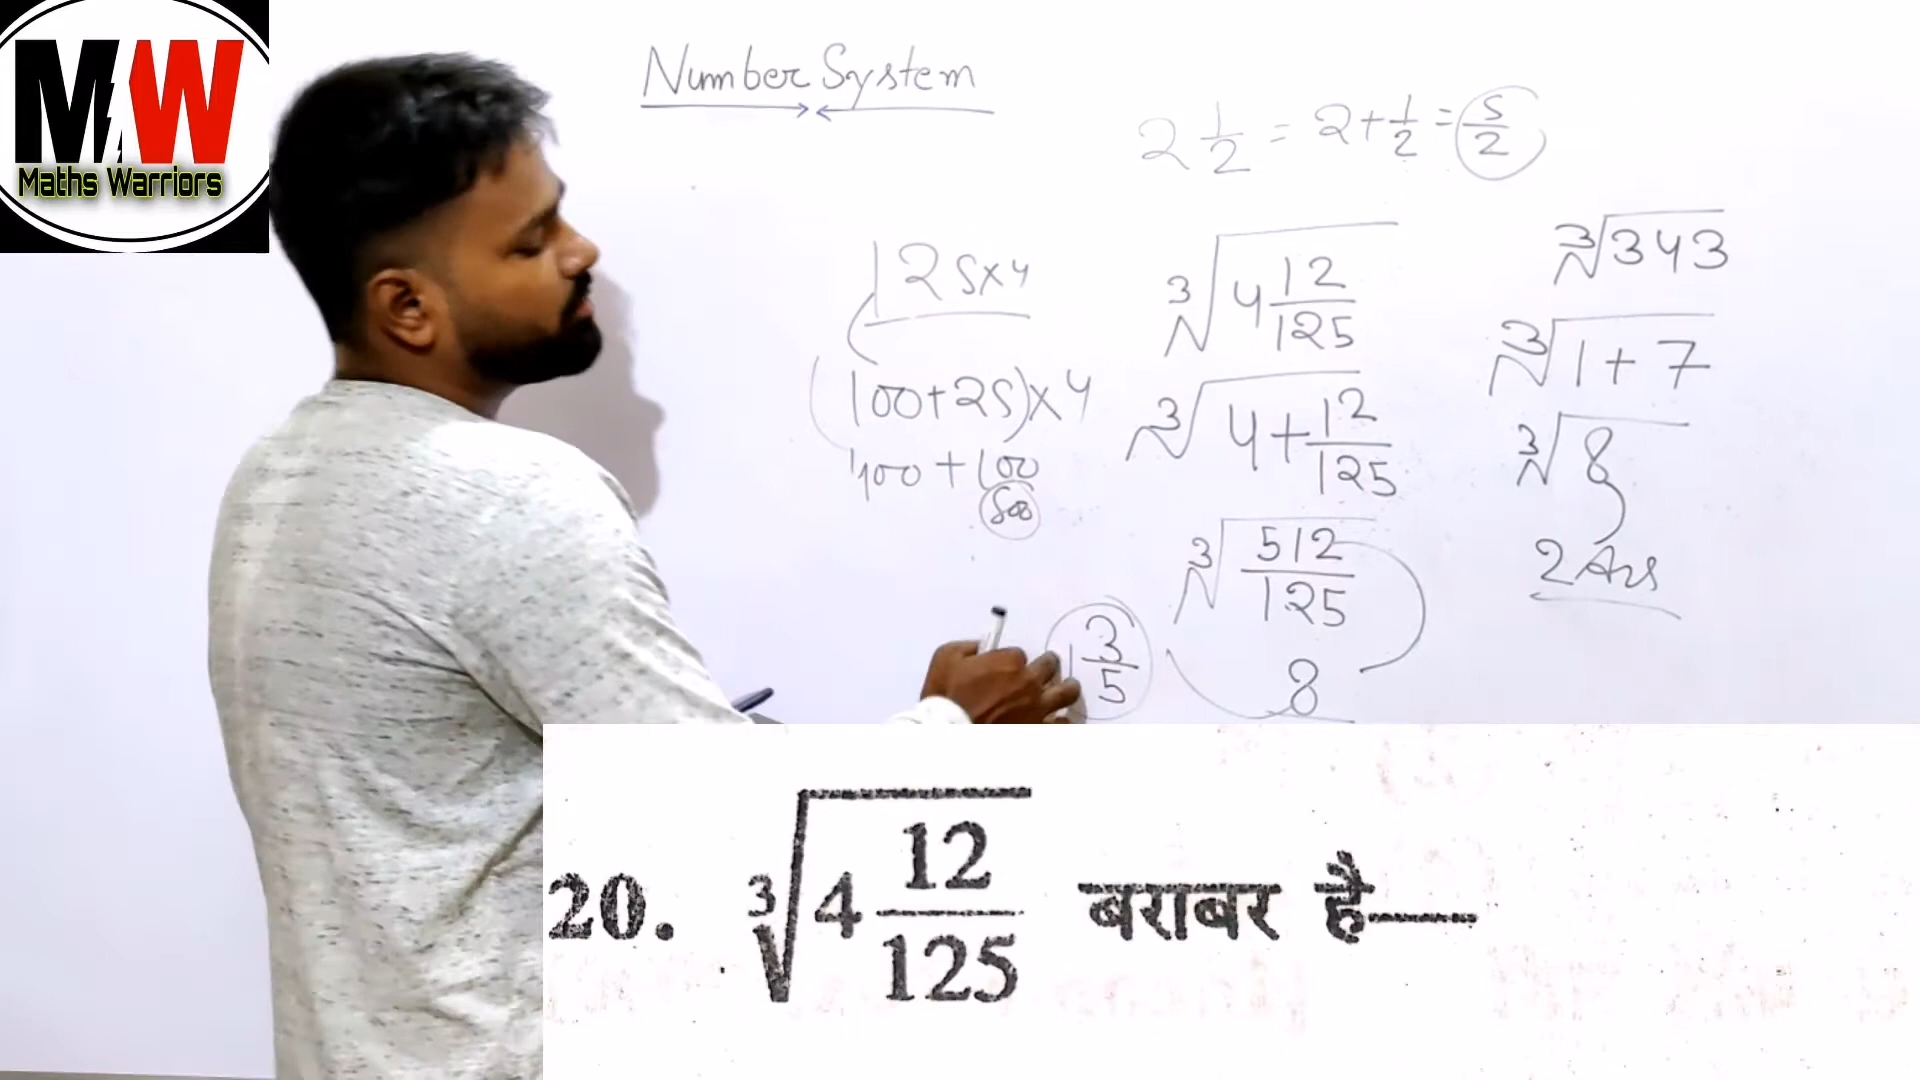 MW
Maths Warriors
Number System
2 1/2 = 2 + 1/2 = 5/2
125×4
(100+25)×4
400 + 100
500
∛(4 12/125)
∛(4 + 12/125)
∛(512/125)
8
1 3/5
∛343
∛(1+7)
∛8
2 Ans
20. ∛(4 12/125) बराबर है—